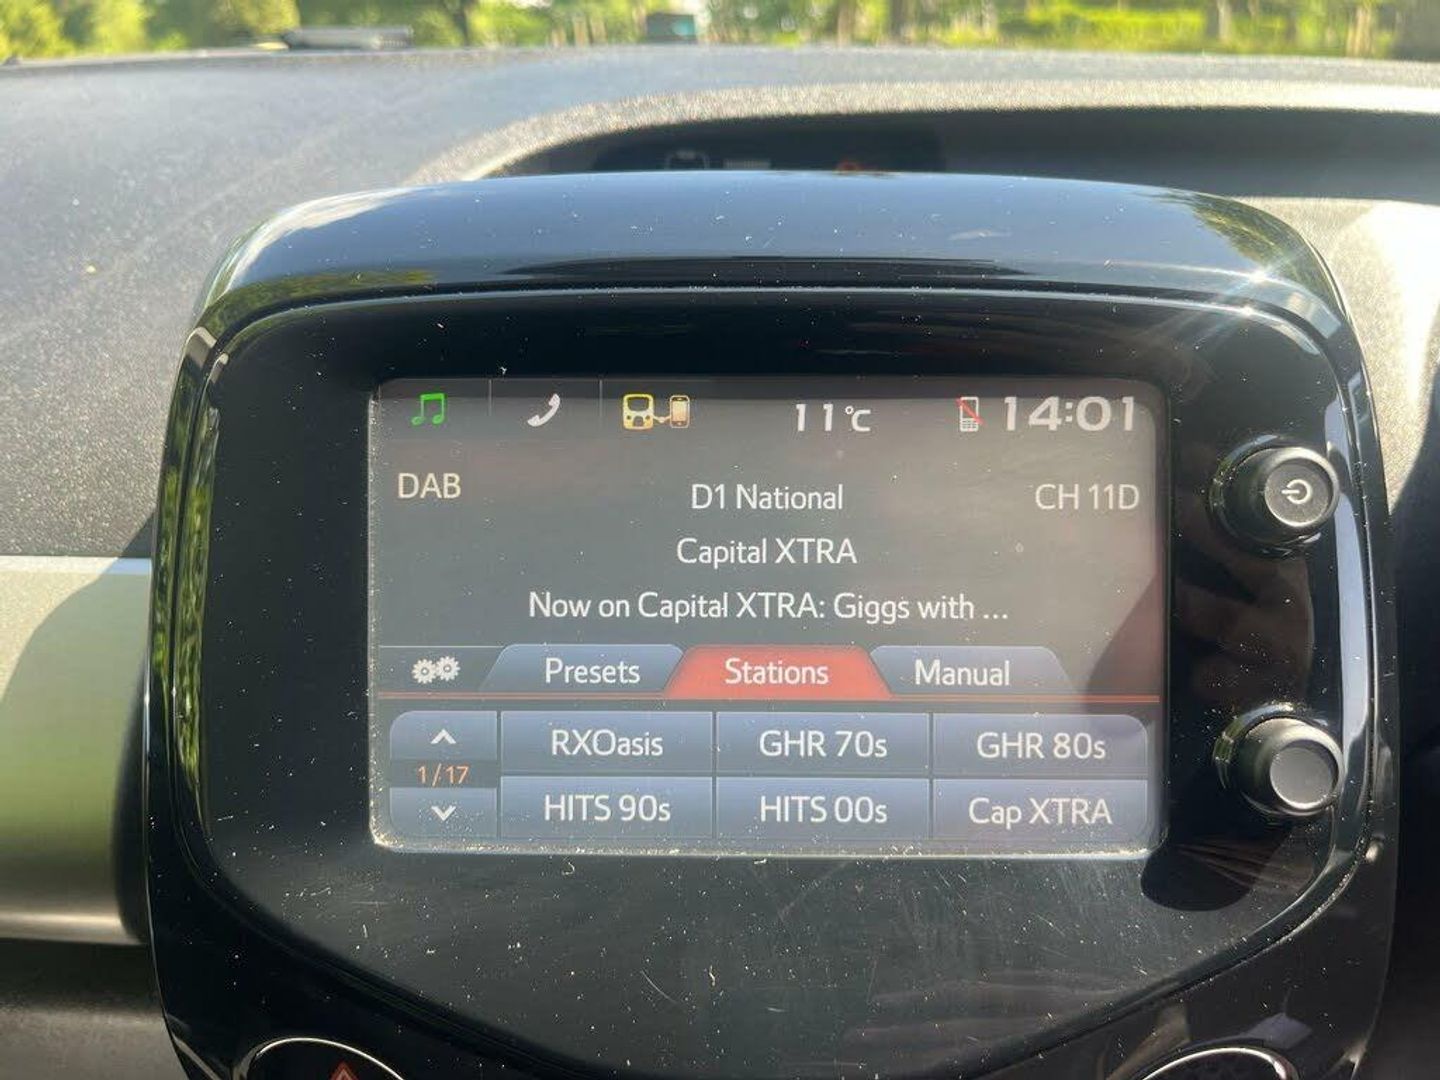 11°C 14:01
DAB D1 National CH 11D
Capital XTRA
Now on Capital XTRA: Giggs with ...
Presets Stations Manual
RXOasis GHR 70s GHR 80s
1/17
HITS 90s HITS 00s Cap XTRA